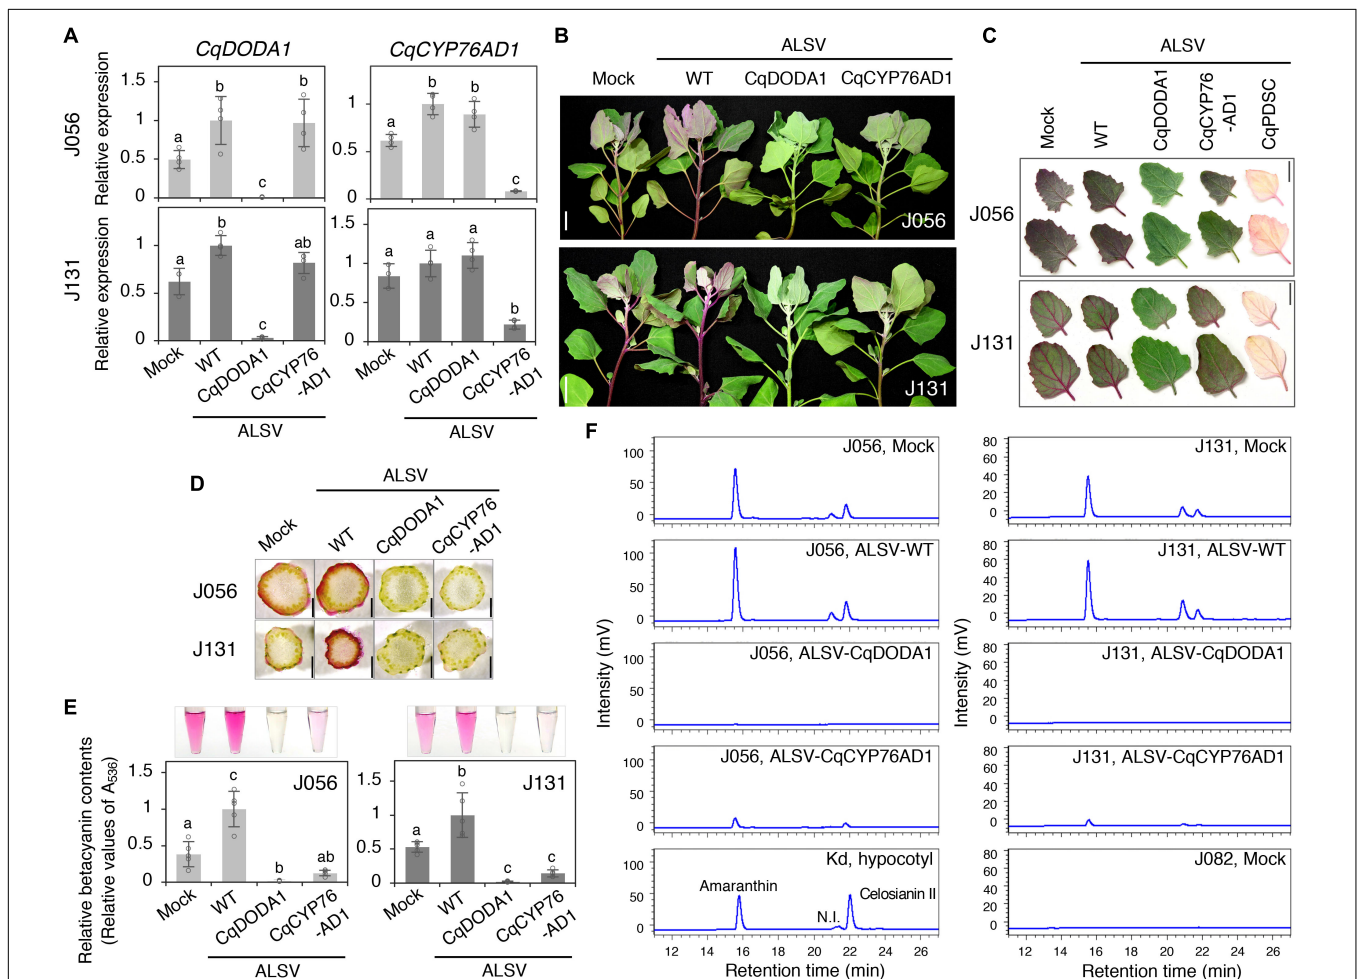 A
CqDODA1
CqCYP76AD1
J056
Relative expression
1.5
1
0.5
0
a
b
c
b
1
0.5
0
a
b
b
c
J131
Relative expression
1
0.5
0
a
b
c
ab
1.5
1
0.5
0
a
a
a
b
Mock
WT
CqDODA1
CqCYP76
-AD1
ALSV
Mock
WT
CqDODA1
CqCYP76
-AD1
ALSV
B
ALSV
Mock
WT
CqDODA1
CqCYP76AD1
J056
J131
C
ALSV
Mock
WT
CqDODA1
CqCYP76
-AD1
CqPDSC
J056
J131
D
ALSV
Mock
WT
CqDODA1
CqCYP76
-AD1
J056
J131
E
Relative betacyanin contents
(Relative values of A536)
1.5
1
0.5
0
J056
a
c
b
ab
Mock
WT
CqDODA1
CqCYP76
-AD1
ALSV
1.5
1
0.5
0
J131
a
b
c
c
Mock
WT
CqDODA1
CqCYP76
-AD1
ALSV
F
Intensity (mV)
J056, Mock
100
50
0
J056, ALSV-WT
100
50
0
J056, ALSV-CqDODA1
100
50
0
J056, ALSV-CqCYP76AD1
100
50
0
Kd, hypocotyl
100
50
0
Amaranthin
N.I.
Celosianin II
12 14 16 18 20 22 24 26
Retention time (min)
Intensity (mV)
J131, Mock
80
60
40
20
0
J131, ALSV-WT
80
60
40
20
0
J131, ALSV-CqDODA1
80
60
40
20
0
J131, ALSV-CqCYP76AD1
80
60
40
20
0
J082, Mock
80
60
40
20
0
12 14 16 18 20 22 24 26
Retention time (min)